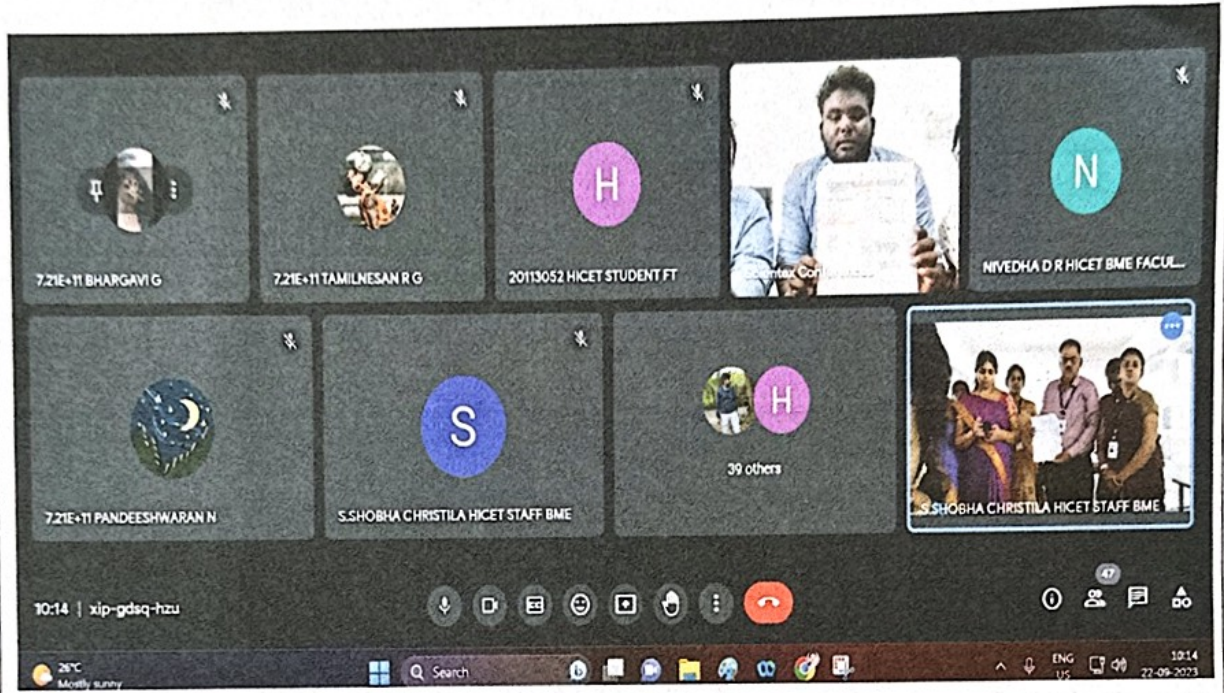 7.21E+11 BHARGAVI G
7.21E+11 TAMILNESAN R G
H
20113052 HICET STUDENT FT
N
NIVEDHA D R HICET BME FACUL...
7.21E+11 PANDEESHWARAN N
S
S.SHOBHA CHRISTILA HICET STAFF BME
H
39 others
S.SHOBHA CHRISTILA HICET STAFF BME
10:14 | xip-gdsq-hzu
CC
47
26°C
Mostly sunny
Search
ENG
US
10:14
22-09-2023